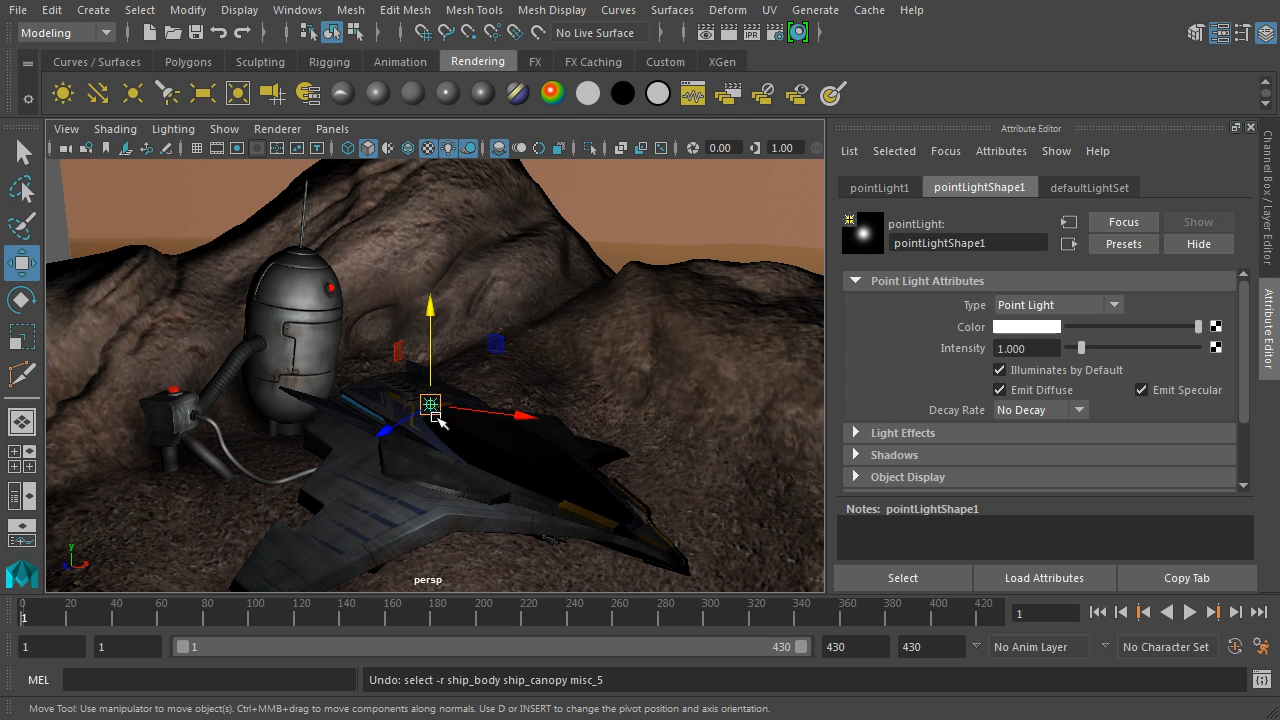 File Edit Create Select Modify Display Windows Mesh Edit Mesh Mesh Tools Mesh Display Curves Surfaces Deform UV Generate Cache Help
Modeling No Live Surface
Curves / Surfaces Polygons Sculpting Rigging Animation Rendering FX FX Caching Custom XGen
IPR
View Shading Lighting Show Renderer Panels
0.00 1.00
persp
y
x
z
Attribute Editor
List Selected Focus Attributes Show Help
pointLight1 pointLightShape1 defaultLightSet
pointLight: pointLightShape1
Focus Show
Presets Hide
Point Light Attributes
Type Point Light
Color
Intensity 1.000
Illuminates by Default
Emit Diffuse Emit Specular
Decay Rate No Decay
Light Effects
Shadows
Object Display
Notes: pointLightShape1
Select Load Attributes Copy Tab
Channel Box / Layer Editor
Attribute Editor
0 20 40 60 80 100 120 140 160 180 200 220 240 260 280 300 320 340 360 380 400 420
1
1
1 1 1 430 430 430 No Anim Layer No Character Set
MEL Undo: select -r ship_body ship_canopy misc_5
Move Tool: Use manipulator to move object(s). Ctrl+MMB+drag to move components along normals. Use D or INSERT to change the pivot position and axis orientation.